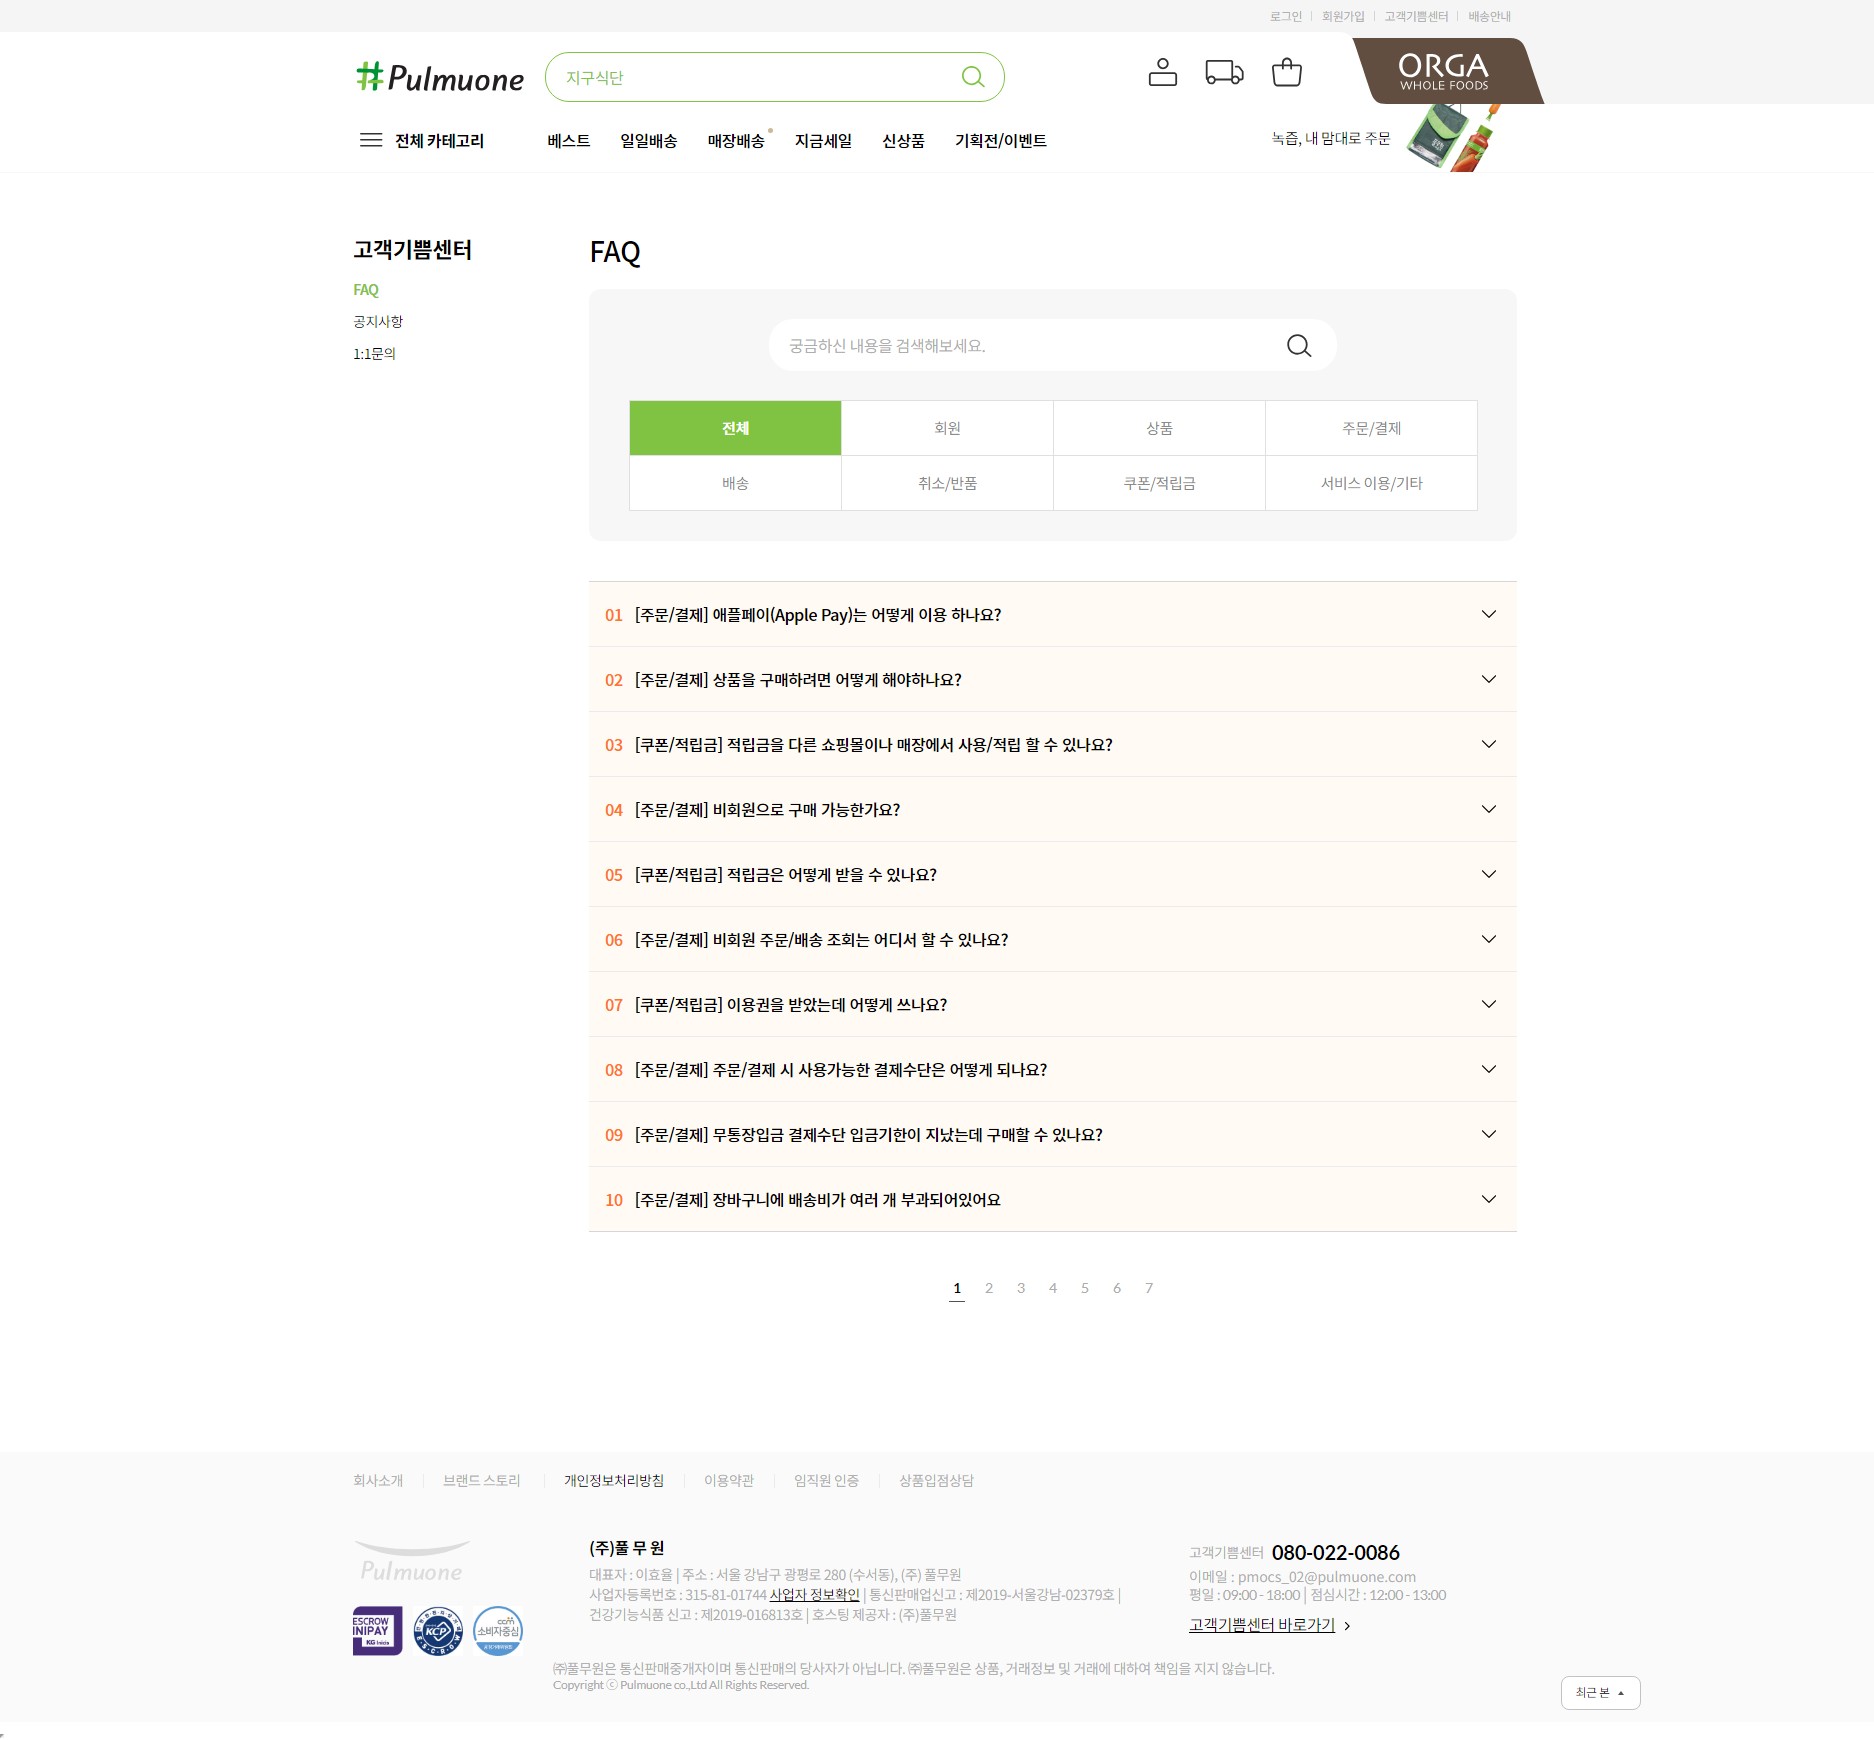 로그인 회원가입 고객기쁨센터 배송안내
Pulmuone 지구식단
ORGA
WHOLE FOODS
전체 카테고리 베스트 일일배송 매장배송 지금세일 신상품 기획전/이벤트
녹즙, 내 맘대로 주문
고객기쁨센터
FAQ
공지사항
1:1문의
FAQ
궁금하신 내용을 검색해보세요.
전체 회원 상품 주문/결제
배송 취소/반품 쿠폰/적립금 서비스 이용/기타
01 [주문/결제] 애플페이(Apple Pay)는 어떻게 이용 하나요?
02 [주문/결제] 상품을 구매하려면 어떻게 해야하나요?
03 [쿠폰/적립금] 적립금을 다른 쇼핑몰이나 매장에서 사용/적립 할 수 있나요?
04 [주문/결제] 비회원으로 구매 가능한가요?
05 [쿠폰/적립금] 적립금은 어떻게 받을 수 있나요?
06 [주문/결제] 비회원 주문/배송 조회는 어디서 할 수 있나요?
07 [쿠폰/적립금] 이용권을 받았는데 어떻게 쓰나요?
08 [주문/결제] 주문/결제 시 사용가능한 결제수단은 어떻게 되나요?
09 [주문/결제] 무통장입금 결제수단 입금기한이 지났는데 구매할 수 있나요?
10 [주문/결제] 장바구니에 배송비가 여러 개 부과되어있어요
1 2 3 4 5 6 7
회사소개 브랜드 스토리 개인정보처리방침 이용약관 임직원 인증 상품입점상담
Pulmuone
ESCROW
INIPAY
KG Inicis
KCP
ESCROW
ccm
소비자중심
(주)풀 무 원
대표자 : 이효율 | 주소 : 서울 강남구 광평로 280 (수서동), (주) 풀무원
사업자등록번호 : 315-81-01744 사업자 정보확인 | 통신판매업신고 : 제2019-서울강남-02379호 |
건강기능식품 신고 : 제2019-016813호 | 호스팅 제공자 : (주)풀무원
고객기쁨센터 080-022-0086
이메일 : pmocs_02@pulmuone.com
평일 : 09:00 - 18:00 | 점심시간 : 12:00 - 13:00
고객기쁨센터 바로가기
㈜풀무원은 통신판매중개자이며 통신판매의 당사자가 아닙니다. ㈜풀무원은 상품, 거래정보 및 거래에 대하여 책임을 지지 않습니다.
Copyright ⓒ Pulmuone co.,Ltd All Rights Reserved.
최근 본